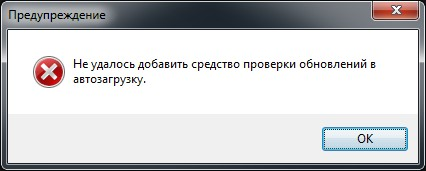 Предупреждение
Не удалось добавить средство проверки обновлений в
автозагрузку.
OK